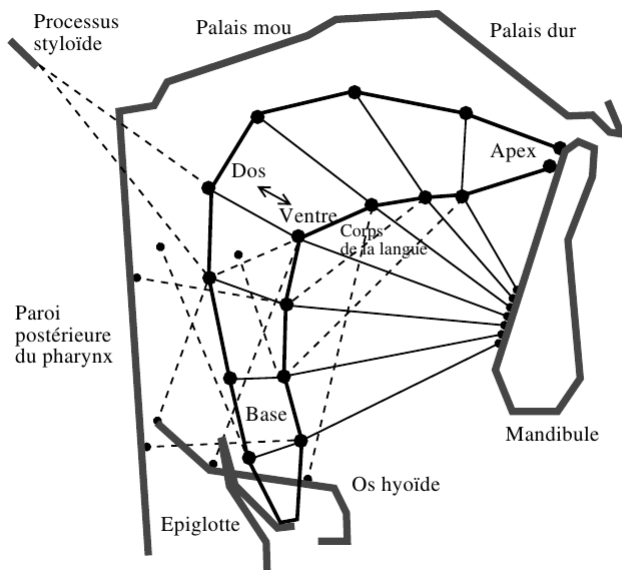 Processus
styloïde
Palais mou
Palais dur
Apex
Dos
Ventre
Corps
de la langue
Paroi
postérieure
du pharynx
Base
Mandibule
Os hyoïde
Epiglotte